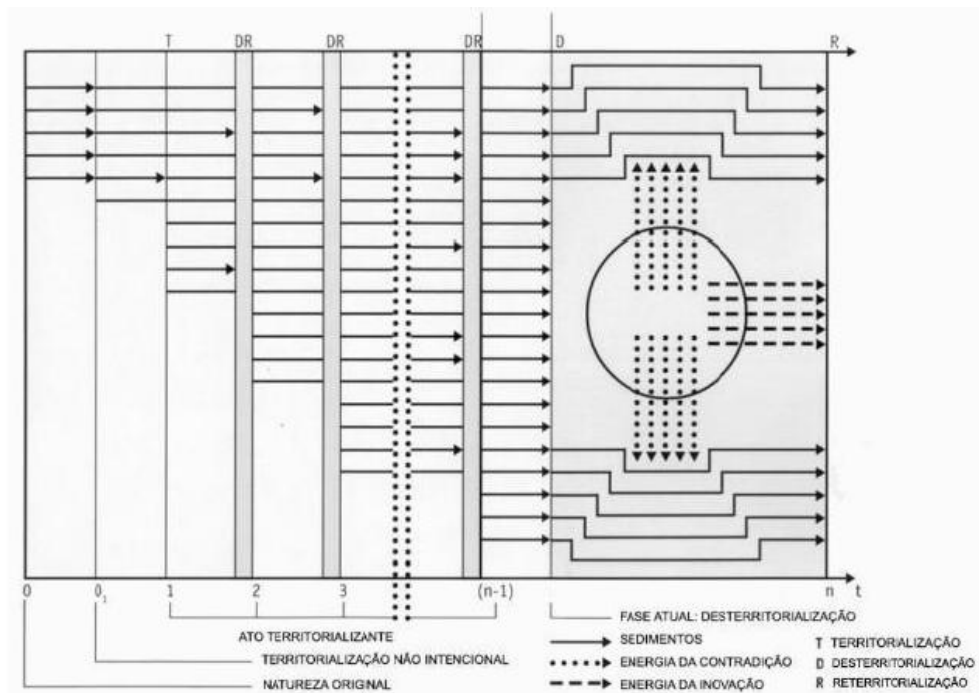 T DR DR DR D R
0 0₁ 1 2 3 (n-1) n t
FASE ATUAL: DESTERRITORIALIZAÇÃO
ATO TERRITORIALIZANTE
SEDIMENTOS
T TERRITORIALIZAÇÃO
TERRITORIALIZAÇÃO NÃO INTENCIONAL
ENERGIA DA CONTRADIÇÃO
D DESTERRITORIALIZAÇÃO
NATUREZA ORIGINAL
ENERGIA DA INOVAÇÃO
R RETERRITORIALIZAÇÃO